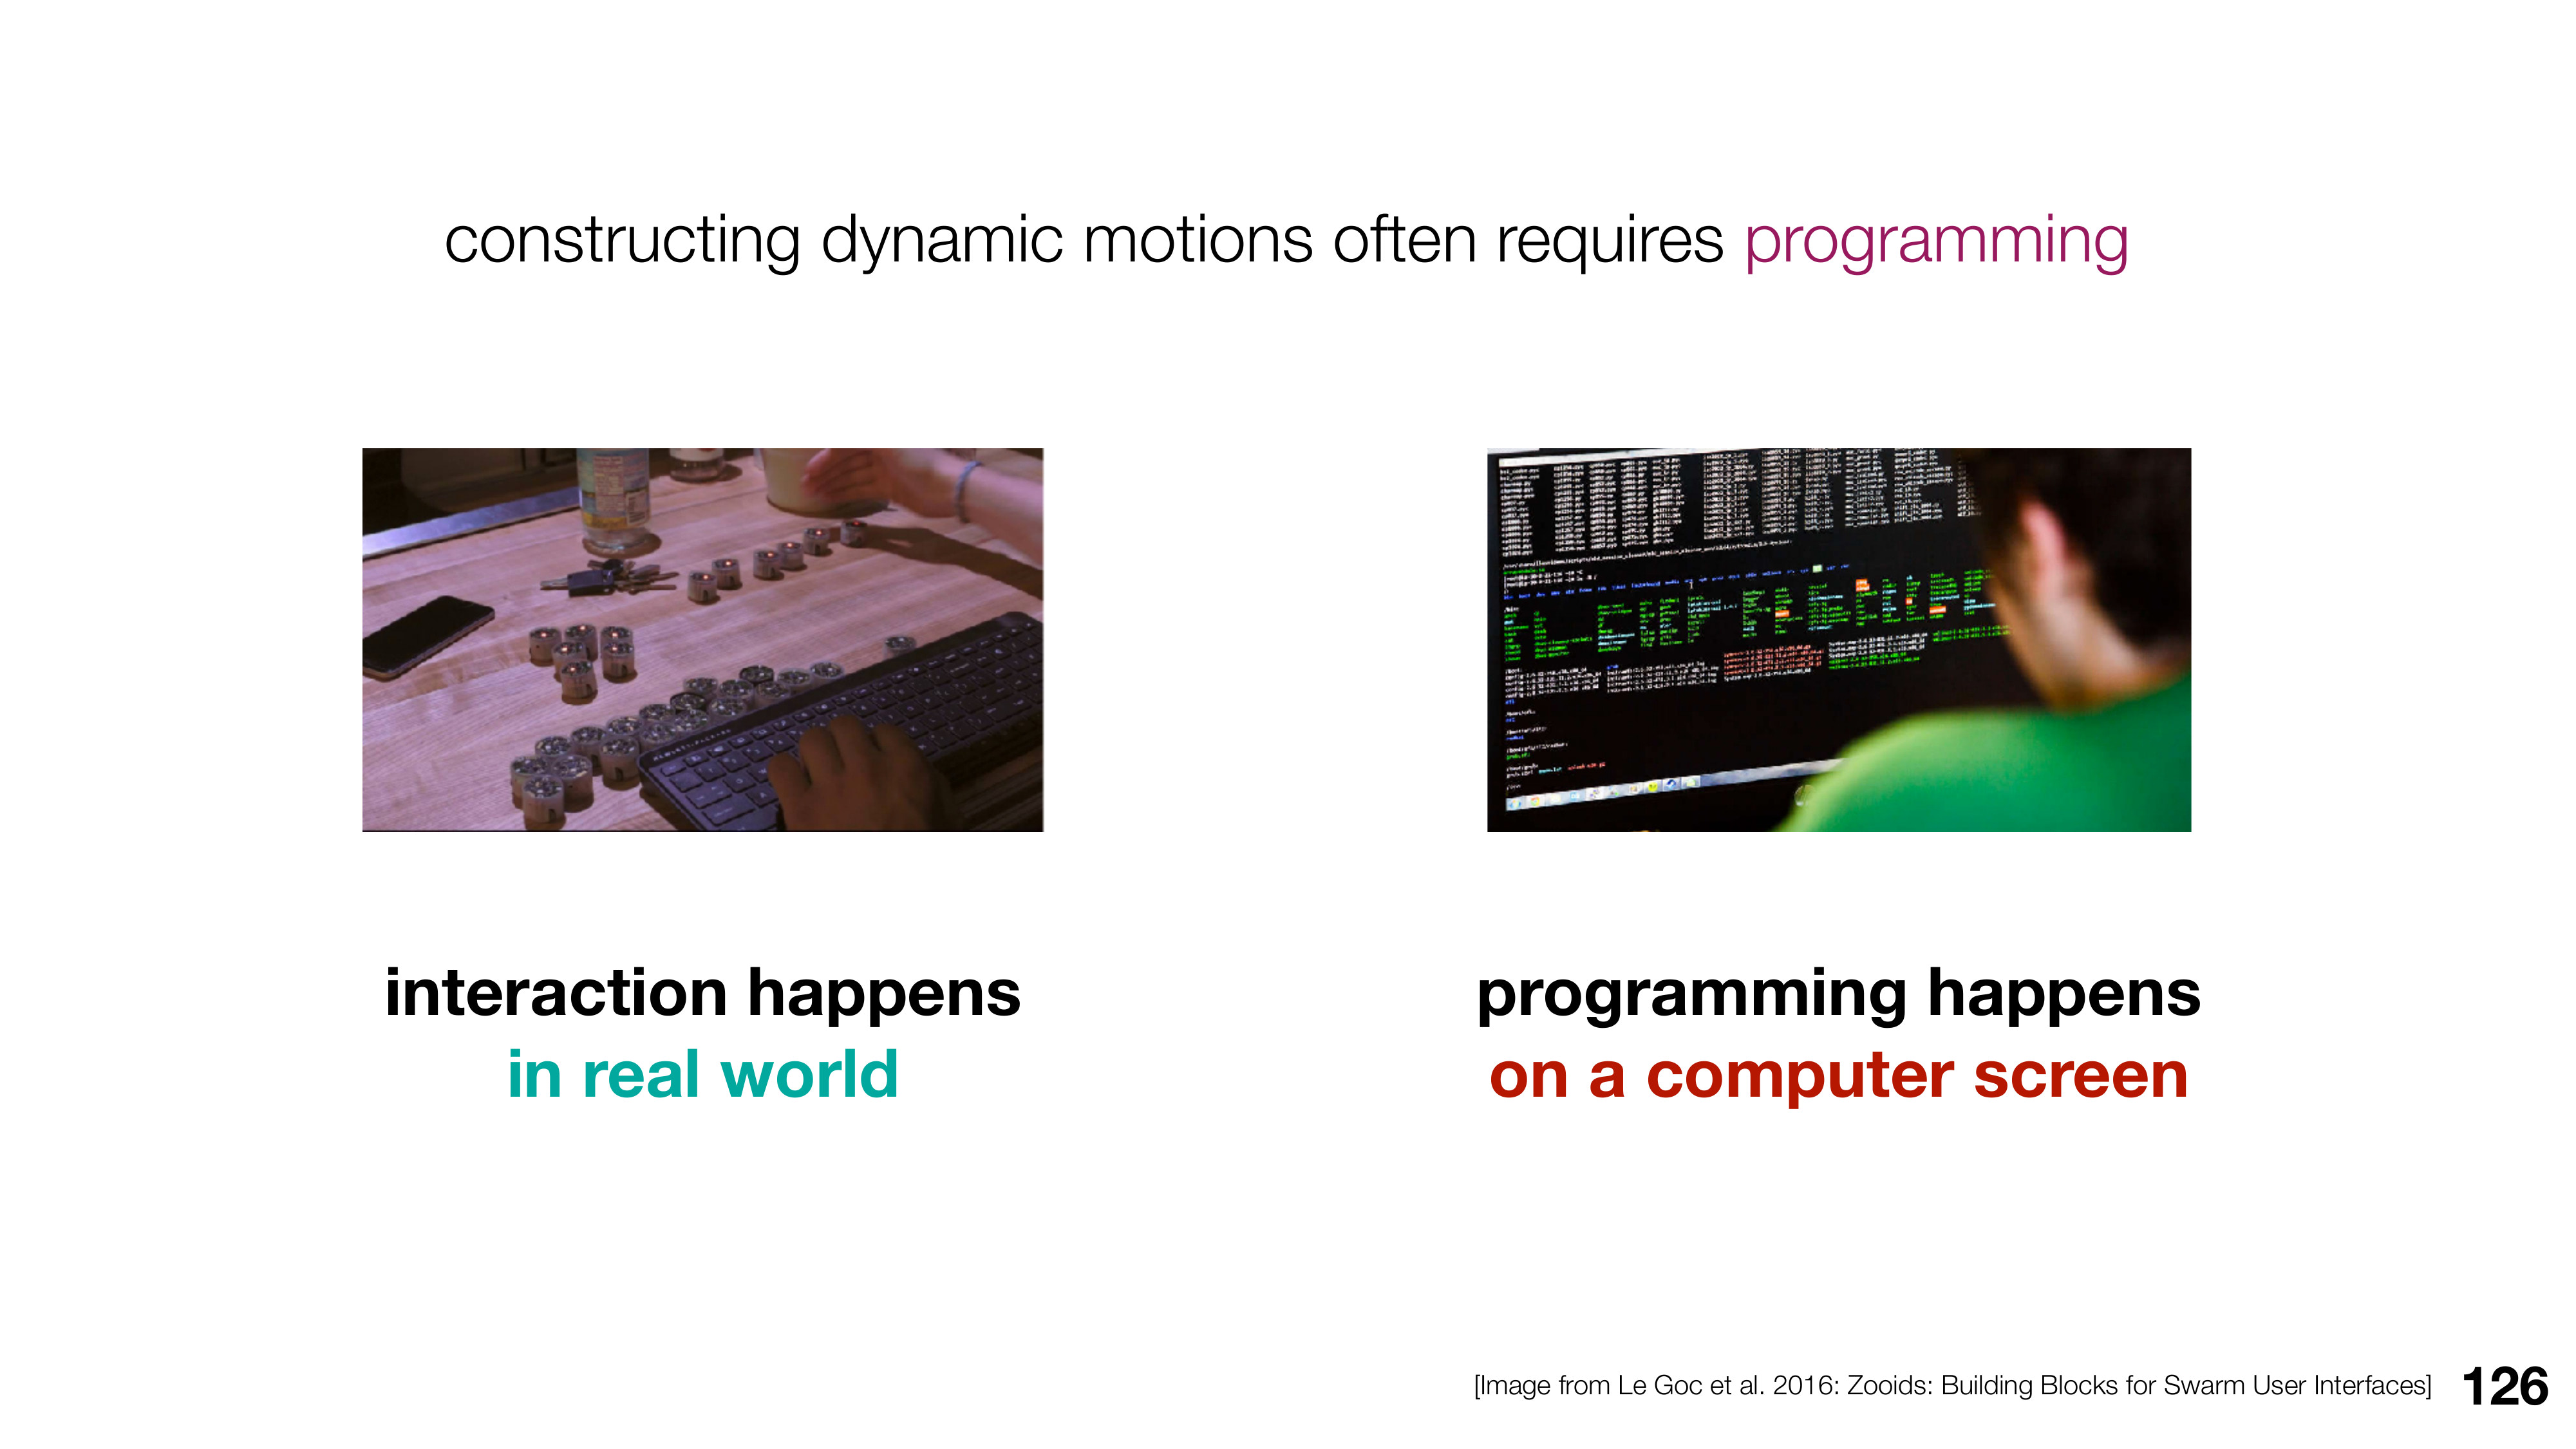 constructing dynamic motions often requires programming
interaction happens
in real world
programming happens
on a computer screen
[Image from Le Goc et al. 2016: Zooids: Building Blocks for Swarm User Interfaces]
126